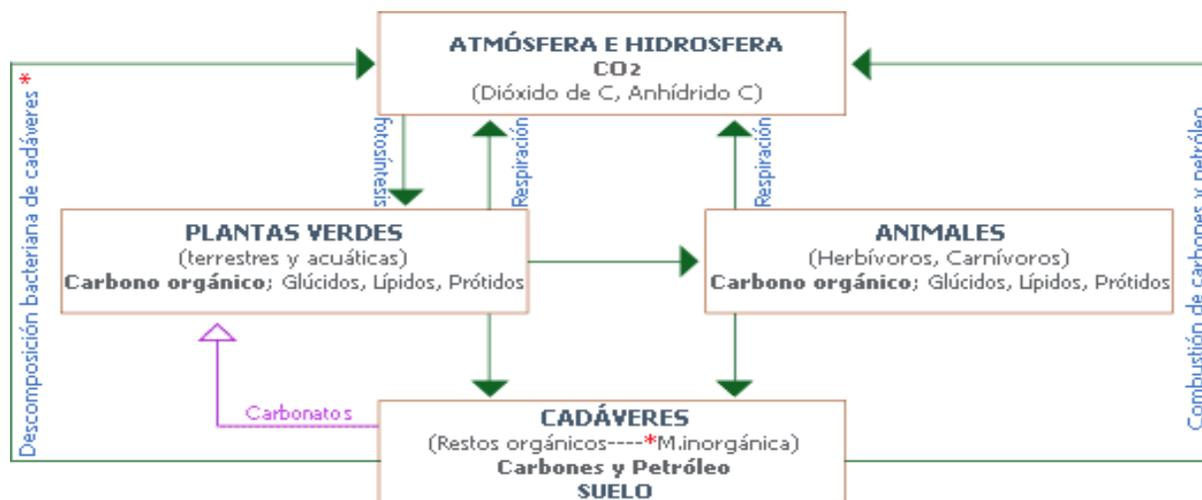 ATMÓSFERA E HIDROSFERA
CO2
(Dióxido de C, Anhídrido C)
Descomposición bacteriana de cadáveres *
fotosíntesis
Respiración
Respiración
Combustión de carbones y petróleo
PLANTAS VERDES
(terrestres y acuáticas)
Carbono orgánico; Glúcidos, Lípidos, Prótidos
ANIMALES
(Herbívoros, Carnívoros)
Carbono orgánico; Glúcidos, Lípidos, Prótidos
Carbonatos
CADÁVERES
(Restos orgánicos----*M.inorgánica)
Carbones y Petróleo
SUELO